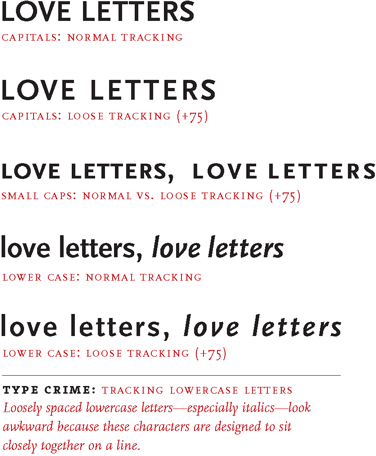 LOVE LETTERS
CAPITALS: NORMAL TRACKING
LOVE LETTERS
CAPITALS: LOOSE TRACKING (+75)
LOVE LETTERS, LOVE LETTERS
SMALL CAPS: NORMAL VS. LOOSE TRACKING (+75)
love letters, love letters
LOWER CASE: NORMAL TRACKING
love letters, love letters
LOWER CASE: LOOSE TRACKING (+75)
TYPE CRIME: TRACKING LOWERCASE LETTERS
Loosely spaced lowercase letters—especially italics—look
awkward because these characters are designed to sit
closely together on a line.